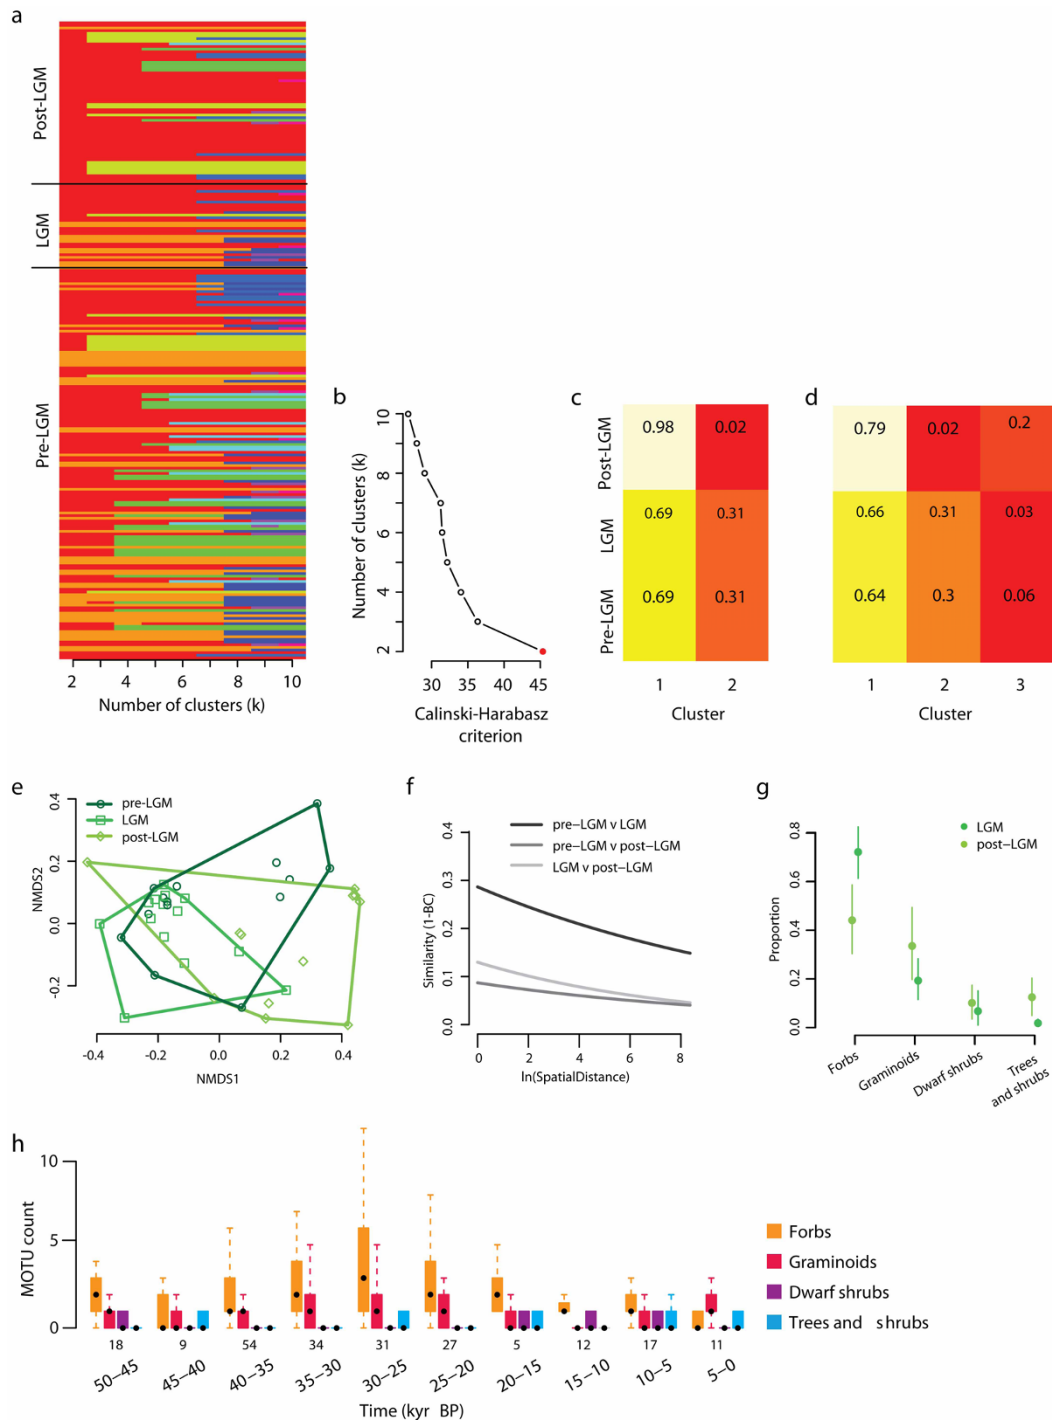 a
Post-LGM
LGM
Pre-LGM
2 4 6 8 10
Number of clusters (k)
b
Number of clusters (k)
10
8
6
4
2
30 35 40 45
Calinski-Harabasz
criterion
c
Post-LGM
LGM
Pre-LGM
0.98 0.02
0.69 0.31
0.69 0.31
1 2
Cluster
d
0.79 0.02 0.2
0.66 0.31 0.03
0.64 0.3 0.06
1 2 3
Cluster
e
pre-LGM
LGM
post-LGM
NMDS2
0.4
0.2
0.0
-0.2
-0.4 -0.2 0.0 0.2 0.4
NMDS1
f
pre−LGM v LGM
pre−LGM v post−LGM
LGM v post−LGM
Similarity (1-BC)
0.4
0.3
0.2
0.1
0.0
0 2 4 6 8
ln(SpatialDistance)
g
LGM
post−LGM
Proportion
0.8
0.6
0.4
0.2
0.0
Forbs
Graminoids
Dwarf shrubs
Trees
and shrubs
h
MOTU count
10
5
0
18 9 54 34 31 27 5 12 17 11
50−45 45−40 40−35 35−30 30−25 25−20 20−15 15−10 10−5 5−0
Time (kyr BP)
Forbs
Graminoids
Dwarf shrubs
Trees and s hrubs